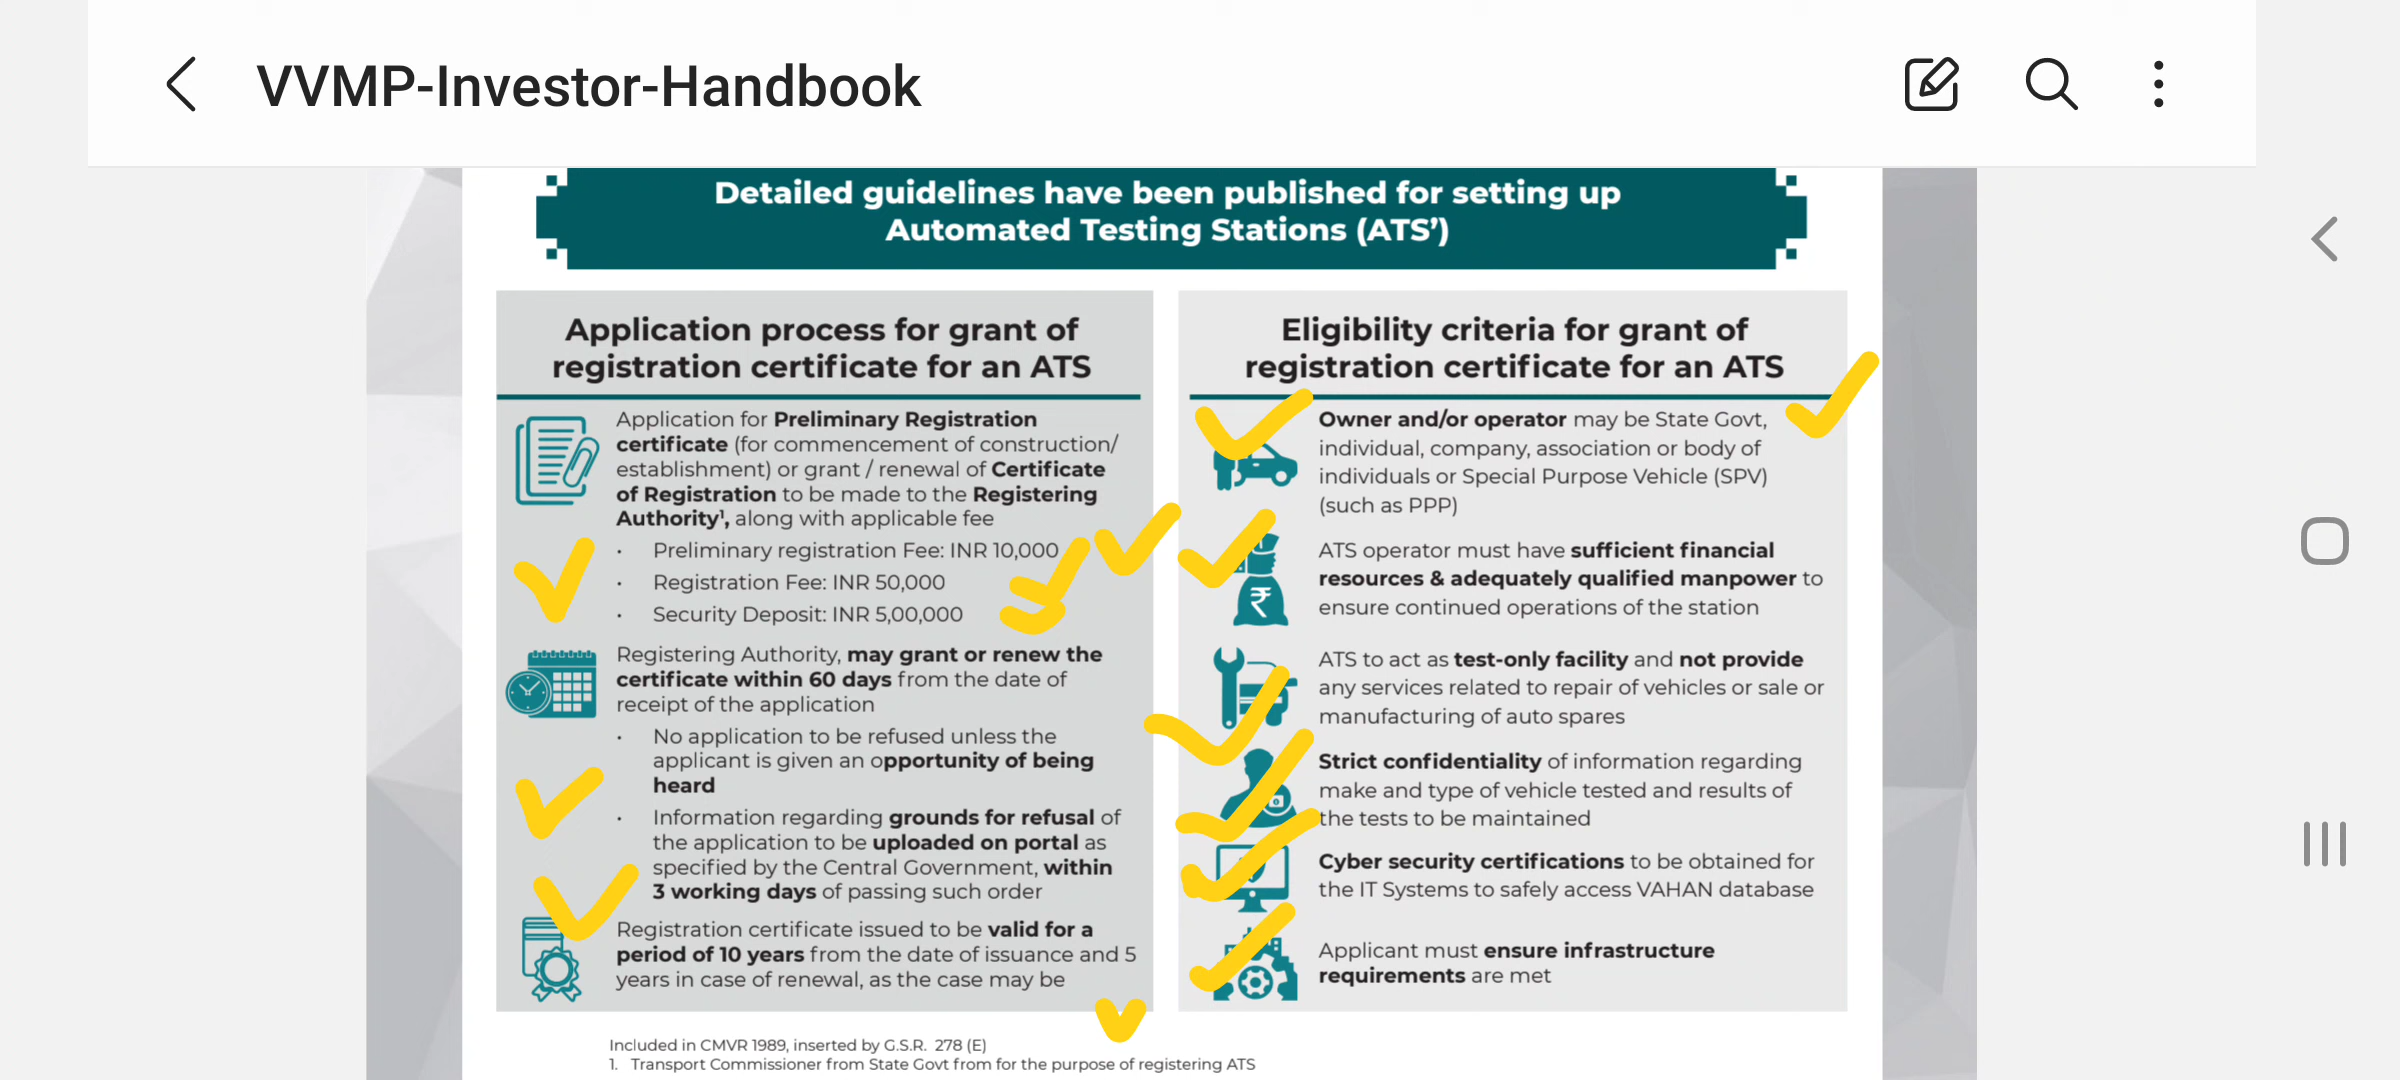 VVMP-Investor-Handbook
Detailed guidelines have been published for setting up
Automated Testing Stations (ATS’)
Application process for grant of
registration certificate for an ATS
Application for Preliminary Registration
certificate (for commencement of construction/
establishment) or grant / renewal of Certificate
of Registration to be made to the Registering
Authority¹, along with applicable fee
• Preliminary registration Fee: INR 10,000
• Registration Fee: INR 50,000
• Security Deposit: INR 5,00,000
Registering Authority, may grant or renew the
certificate within 60 days from the date of
receipt of the application
• No application to be refused unless the
applicant is given an opportunity of being
heard
• Information regarding grounds for refusal of
the application to be uploaded on portal as
specified by the Central Government, within
3 working days of passing such order
Registration certificate issued to be valid for a
period of 10 years from the date of issuance and 5
years in case of renewal, as the case may be
Eligibility criteria for grant of
registration certificate for an ATS
Owner and/or operator may be State Govt,
individual, company, association or body of
individuals or Special Purpose Vehicle (SPV)
(such as PPP)
ATS operator must have sufficient financial
resources & adequately qualified manpower to
ensure continued operations of the station
ATS to act as test-only facility and not provide
any services related to repair of vehicles or sale or
manufacturing of auto spares
Strict confidentiality of information regarding
make and type of vehicle tested and results of
the tests to be maintained
Cyber security certifications to be obtained for
the IT Systems to safely access VAHAN database
Applicant must ensure infrastructure
requirements are met
Included in CMVR 1989, inserted by G.S.R. 278 (E)
1. Transport Commissioner from State Govt from for the purpose of registering ATS